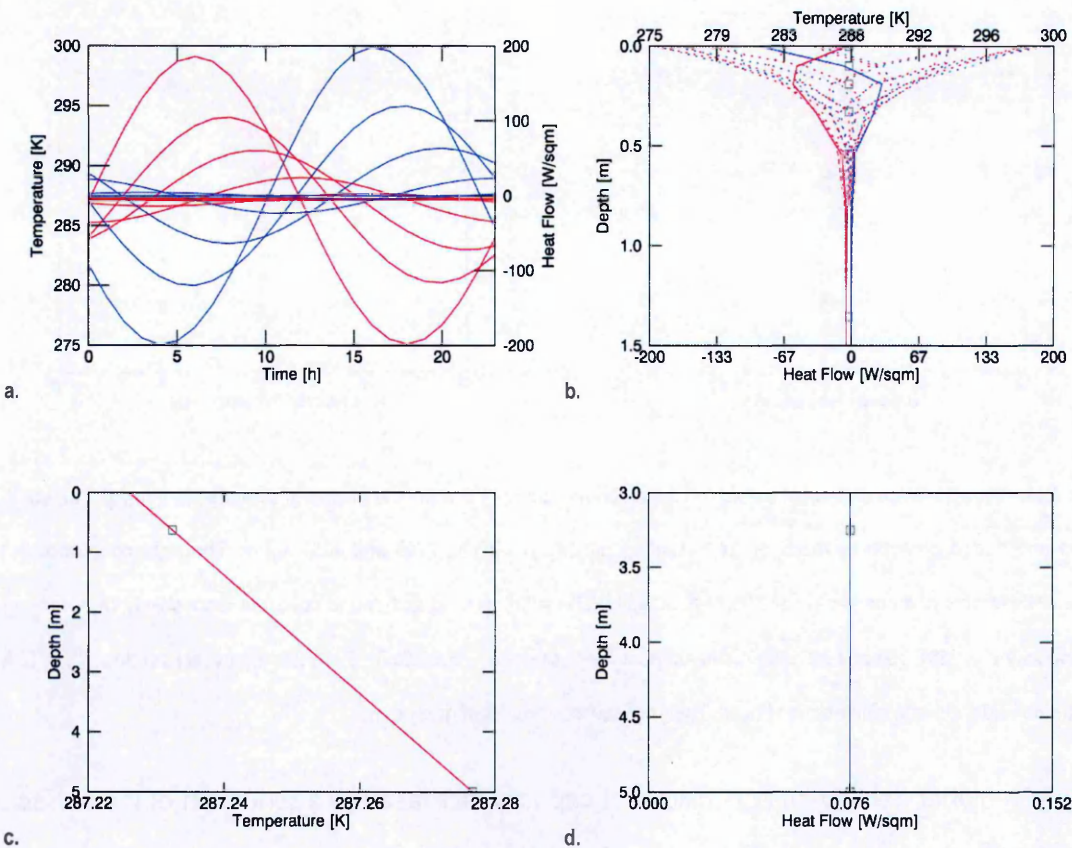 300
295
290
285
280
275
Temperature [K]
0
5
10
15
20
Time [h]
200
100
0
-100
-200
Heat Flow [W/sqm]
a.
Temperature [K]
275 279 283 288 292 296 300
0.0
0.5
1.0
1.5
Depth [m]
-200 -133 -67 0 67 133 200
Heat Flow [W/sqm]
b.
0
1
2
3
4
5
Depth [m]
287.22 287.24 287.26 287.28
Temperature [K]
c.
3.0
3.5
4.0
4.5
5.0
Depth [m]
0.000 0.076 0.152
Heat Flow [W/sqm]
d.